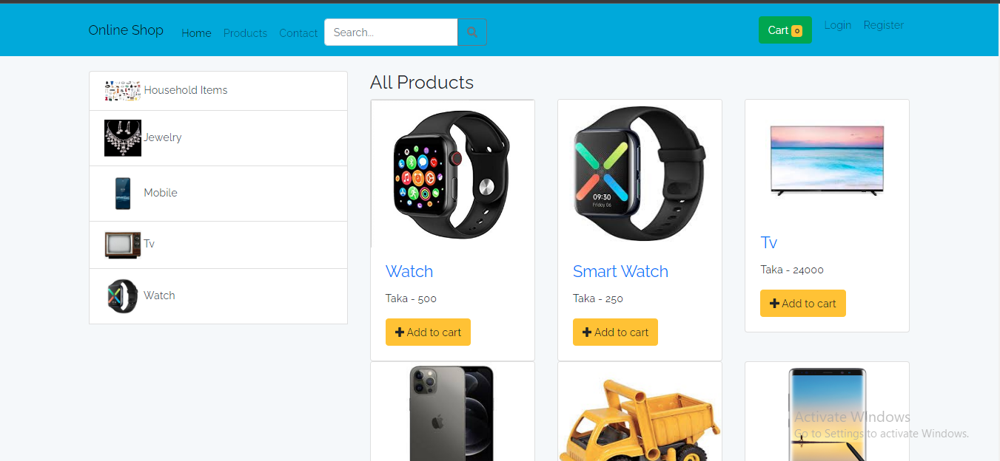 Online Shop Home Products Contact Search... Cart 0 Login Register
Household Items
Jewelry
Mobile
Tv
Watch
All Products
09:30
Friday 06
Watch
Taka - 500
Add to cart
Smart Watch
Taka - 250
Add to cart
Tv
Taka - 24000
Add to cart
Activate Windows
Go to Settings to activate Windows.